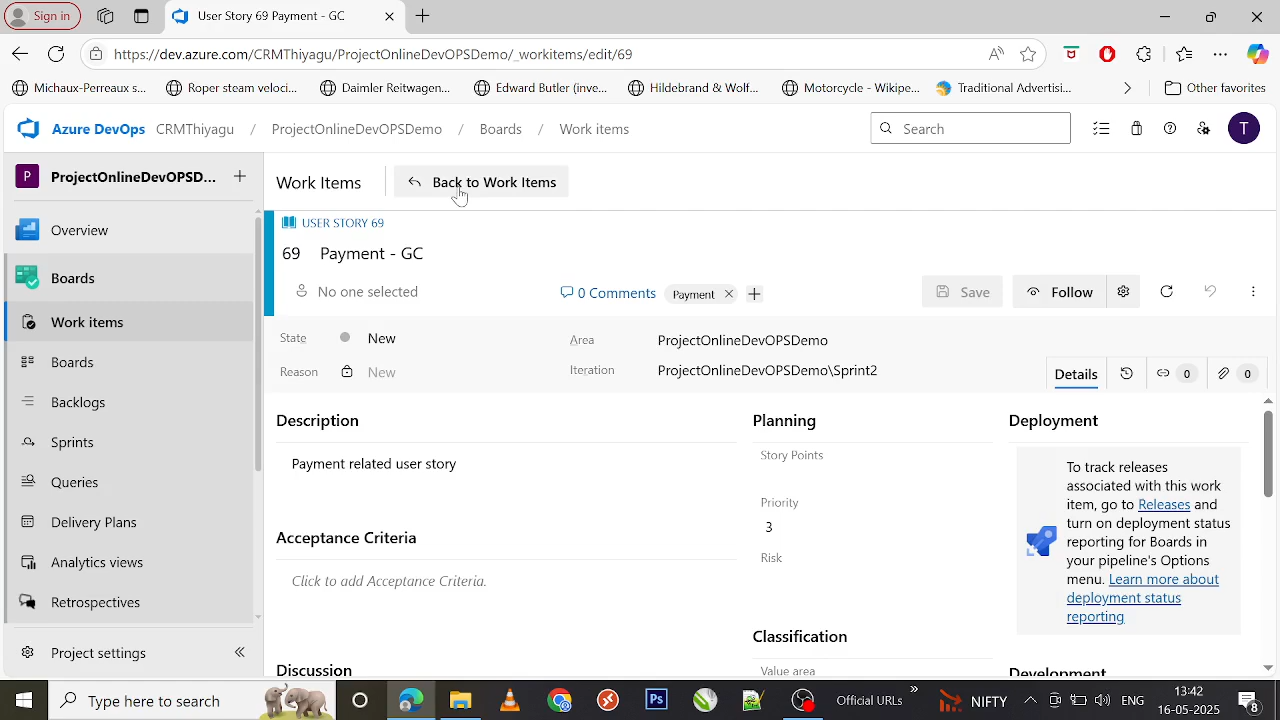 Sign in
User Story 69 Payment - GC
https://dev.azure.com/CRMThiyagu/ProjectOnlineDevOPSDemo/_workitems/edit/69
Michaux-Perreaux s...
Roper stem veloci...
Daimler Reitwagen...
Edward Butler (inve...
Hildebrand & Wolf...
Motorcycle - Wikipe...
Traditional Advertisi...
Other favorites
Azure DevOps CRMThiyagu / ProjectOnlineDevOPSDemo / Boards / Work items
Search
T
P ProjectOnlineDevOPSD...
Overview
Boards
Work items
Boards
Backlogs
Sprints
Queries
Delivery Plans
Analytics views
Retrospectives
Project settings
Work Items
Back to Work Items
USER STORY 69
69 Payment - GC
No one selected
0 Comments
Payment
Save
Follow
State New
Area ProjectOnlineDevOPSDemo
Reason New
Iteration ProjectOnlineDevOPSDemo\Sprint2
Details
0
0
Description
Payment related user story
Acceptance Criteria
Click to add Acceptance Criteria.
Discussion
Planning
Story Points
Priority
3
Risk
Classification
Value area
Deployment
To track releases
associated with this work
item, go to Releases and
turn on deployment status
reporting for Boards in
your pipeline's Options
menu. Learn more about
deployment status
reporting
Development
Type here to search
Ps
Official URLs
NIFTY
ENG
13:42
16-05-2025
8